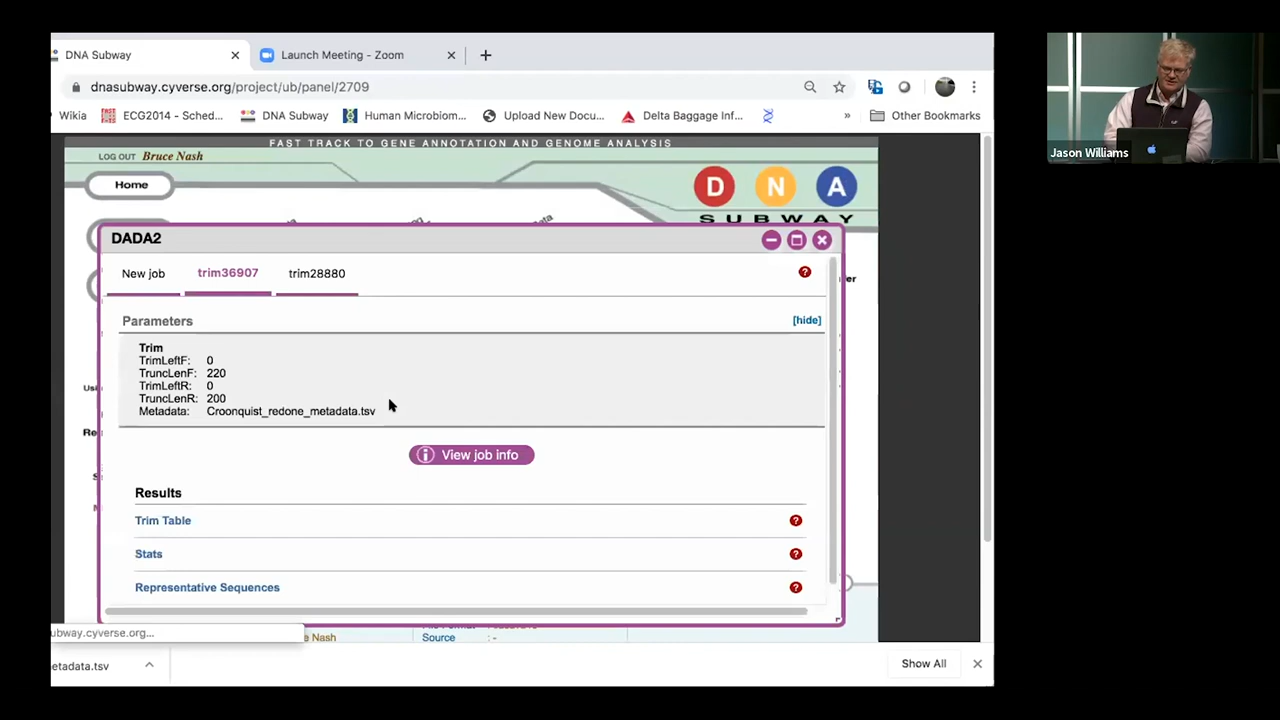 DNA Subway
Launch Meeting - Zoom
dnasubway.cyverse.org/project/ub/panel/2709
Wikia
ECG2014 - Sched...
DNA Subway
Human Microbiom...
Upload New Docu...
Delta Baggage Inf...
»
Other Bookmarks
Jason Williams
FAST TRACK TO GENE ANNOTATION AND GENOME ANALYSIS
LOG OUT Bruce Nash
Home
D N A
SUBWAY
DADA2
New job
trim36907
trim28880
Parameters
[hide]
Trim
TrimLeftF: 0
TruncLenF: 220
TrimLeftR: 0
TruncLenR: 200
Metadata: Croonquist_redone_metadata.tsv
View job info
Results
Trim Table
Stats
Representative Sequences
ubway.cyverse.org...
e Nash
Source :-
etadata.tsv
Show All